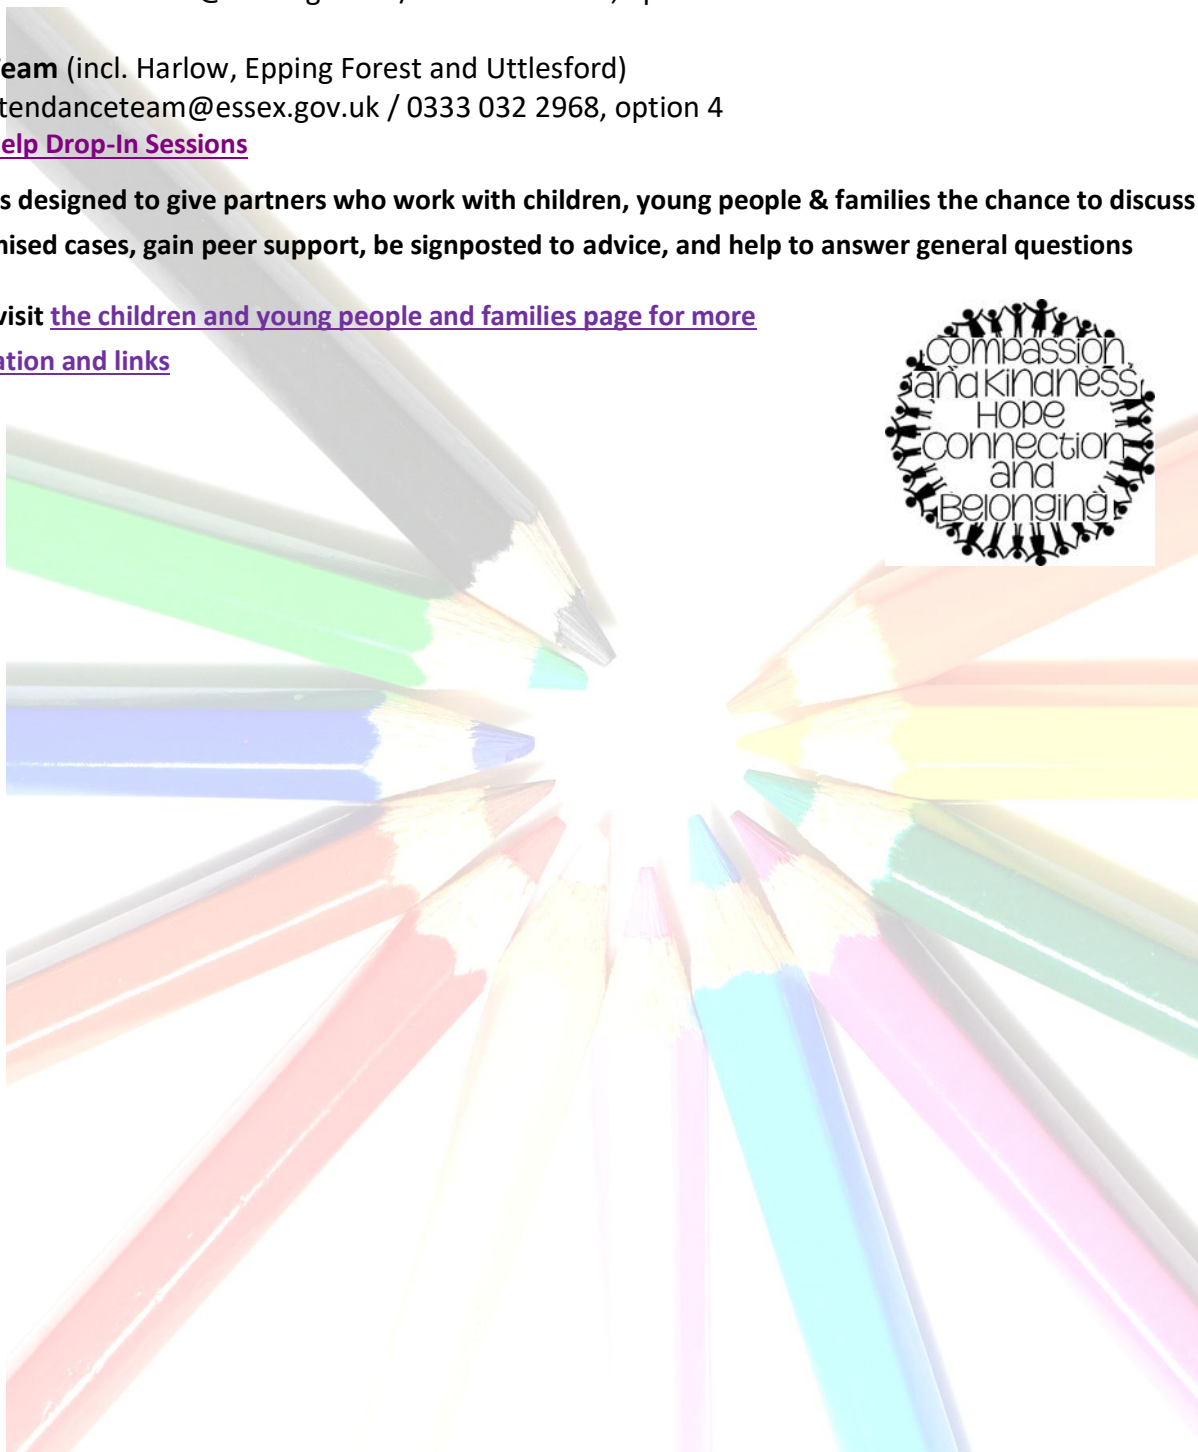 eam (incl. Harlow, Epping Forest and Uttlesford)
tendanceteam@essex.gov.uk / 0333 032 2968, option 4
elp Drop-In Sessions
s designed to give partners who work with children, young people & families the chance to discuss
nised cases, gain peer support, be signposted to advice, and help to answer general questions
visit the children and young people and families page for more
ation and links
Compassion
and Kindness
Hope
Connection
and
Belonging